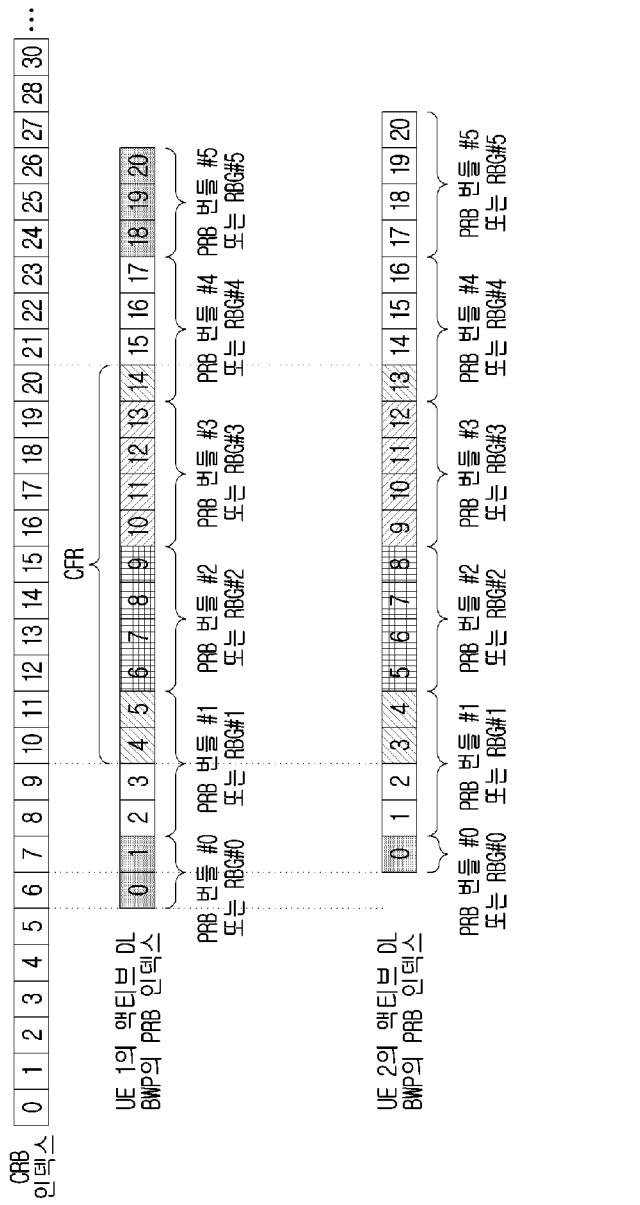 CRB
인덱스
0 1 2 3 4 5 6 7 8 9 10 11 12 13 14 15 16 17 18 19 20 21 22 23 24 25 26 27 28 30 ...
CFR
UE 1의 액티브 DL
BWP의 PRB 인덱스
0 1 2 3 4 5 6 7 8 9 10 11 12 13 14 15 16 17 18 19 20
PRB 번들 #0
또는 RBG#0
PRB 번들 #1
또는 RBG#1
PRB 번들 #2
또는 RBG#2
PRB 번들 #3
또는 RBG#3
PRB 번들 #4
또는 RBG#4
PRB 번들 #5
또는 RBG#5
UE 2의 액티브 DL
BWP의 PRB 인덱스
0 1 2 3 4 5 6 7 8 9 10 11 12 13 14 15 16 17 18 19 20
PRB 번들 #0
또는 RBG#0
PRB 번들 #1
또는 RBG#1
PRB 번들 #2
또는 RBG#2
PRB 번들 #3
또는 RBG#3
PRB 번들 #4
또는 RBG#4
PRB 번들 #5
또는 RBG#5